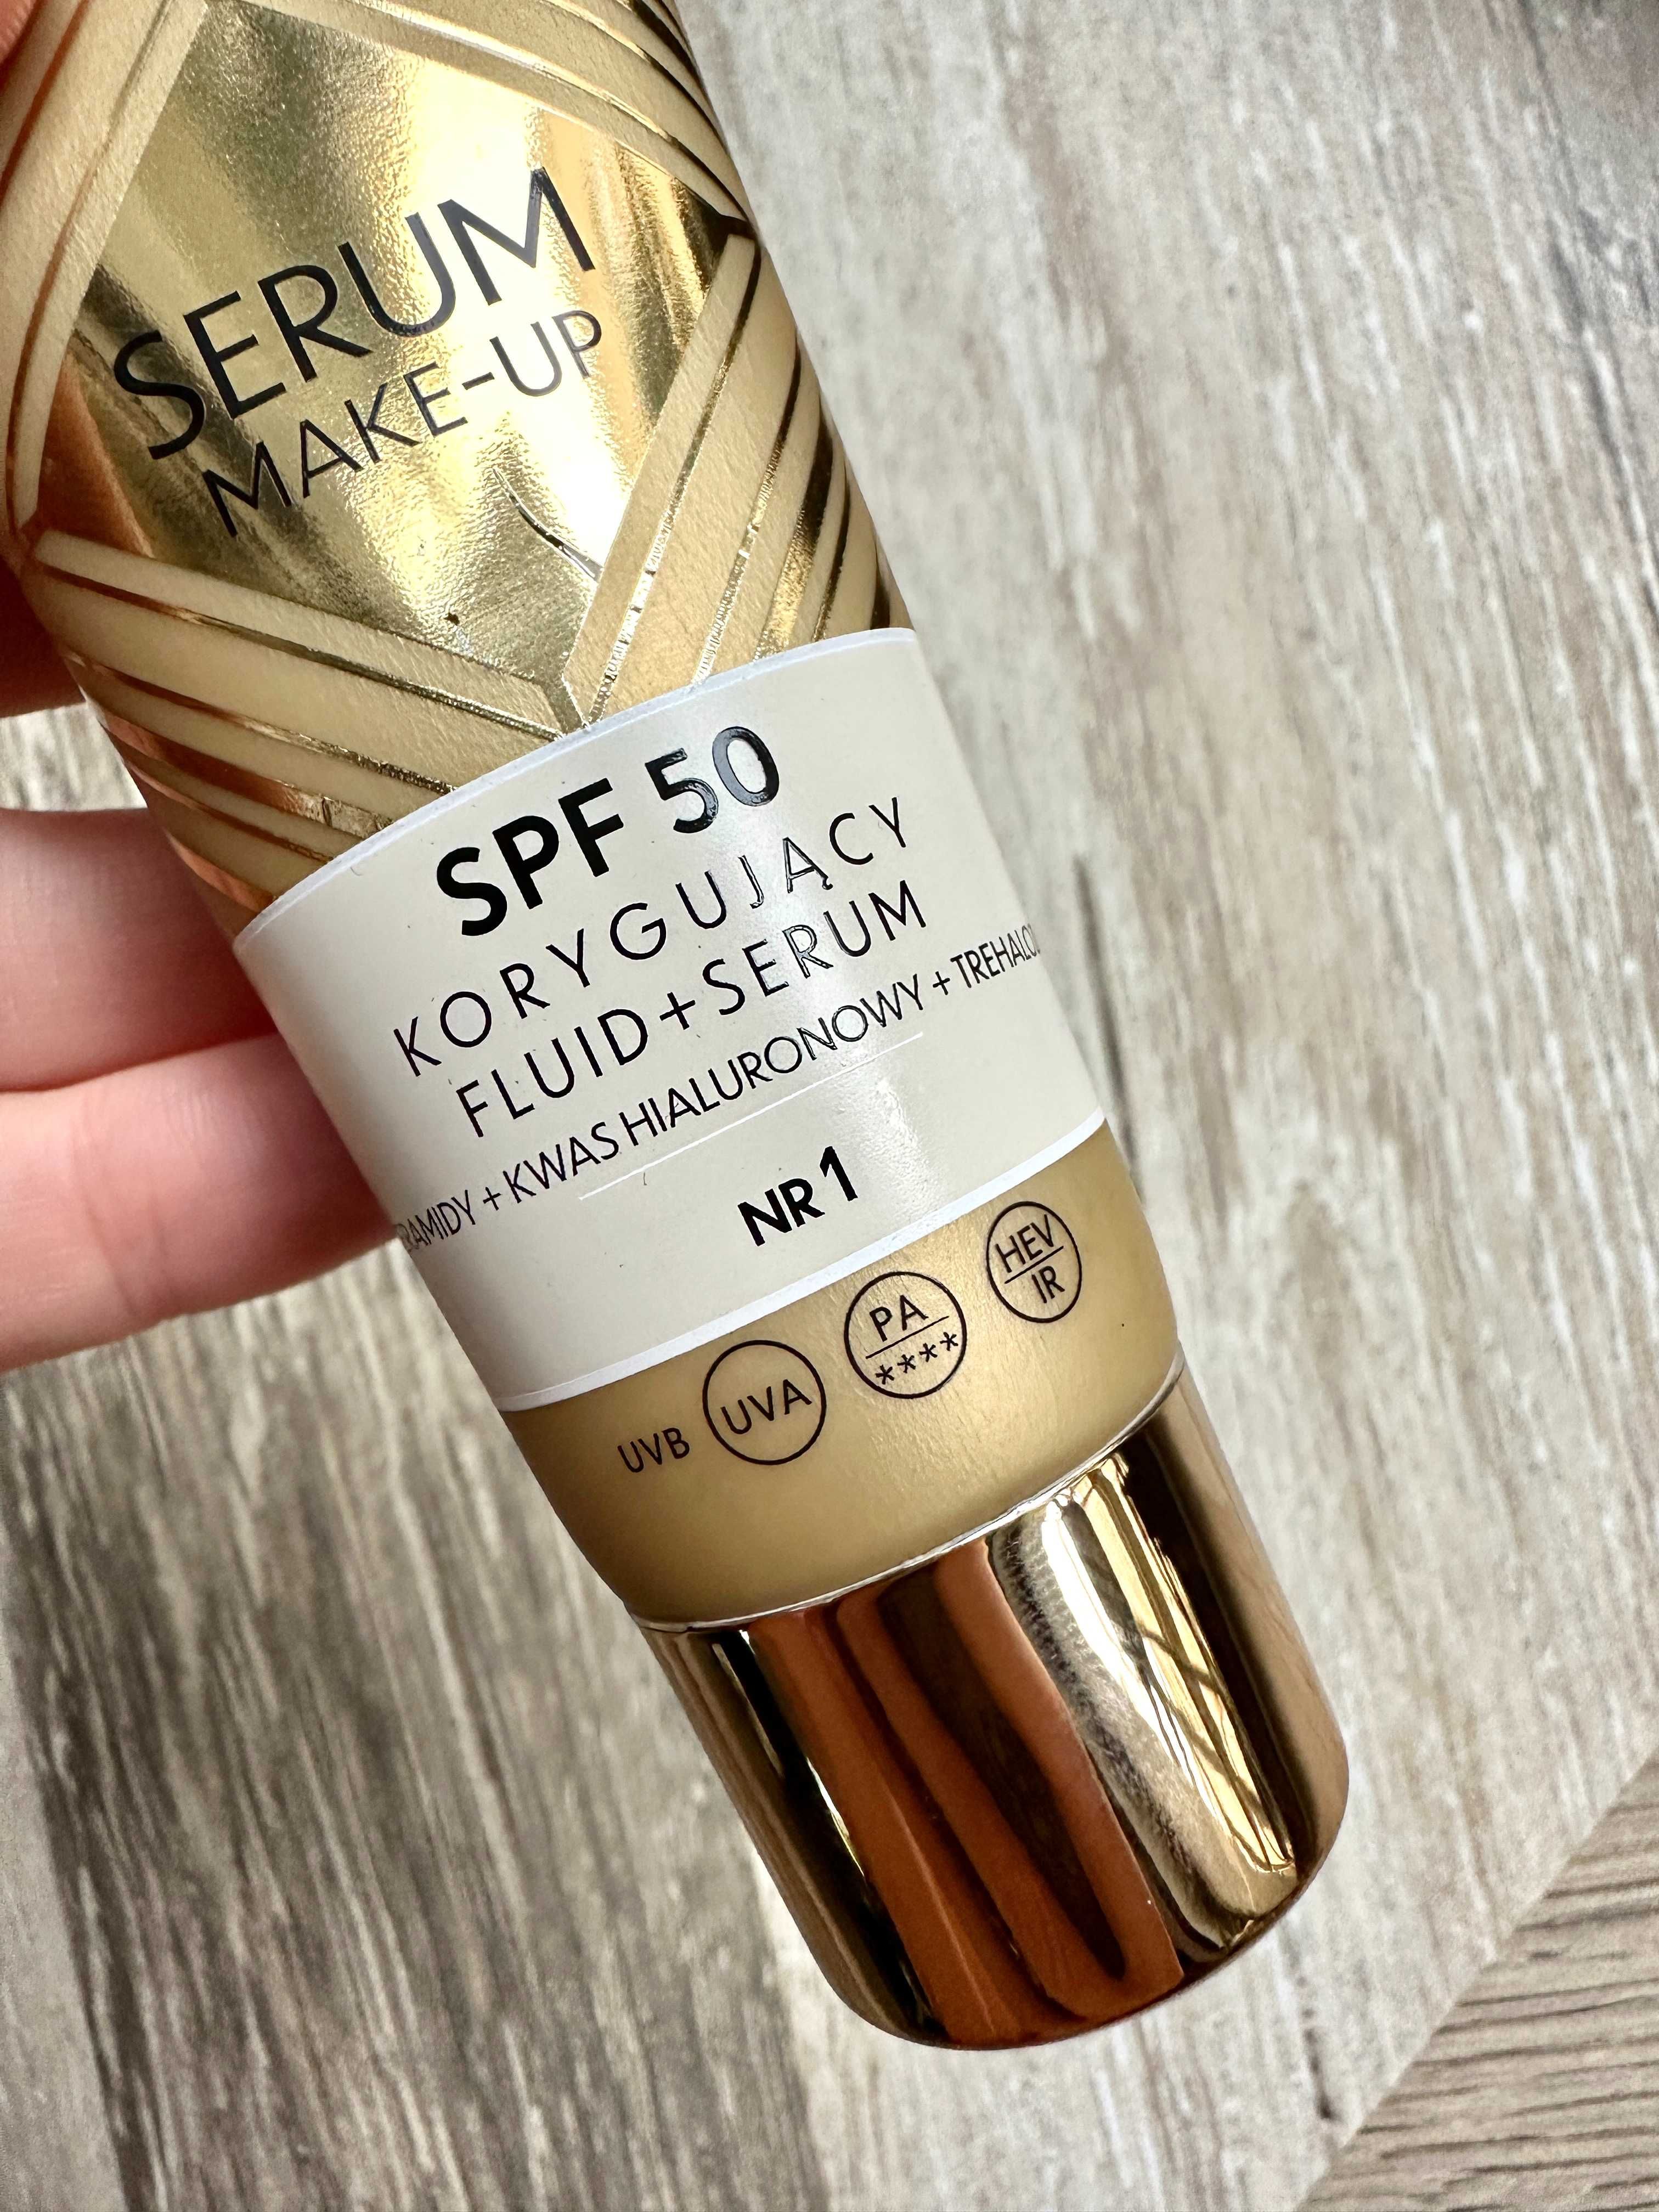 SERUM
MAKE-UP
SPF 50
KORYGUJĄCY
FLUID+SERUM
+ KWAS HIALURONOWY +
NR 1
UVB UVA PA HEV
**** IR